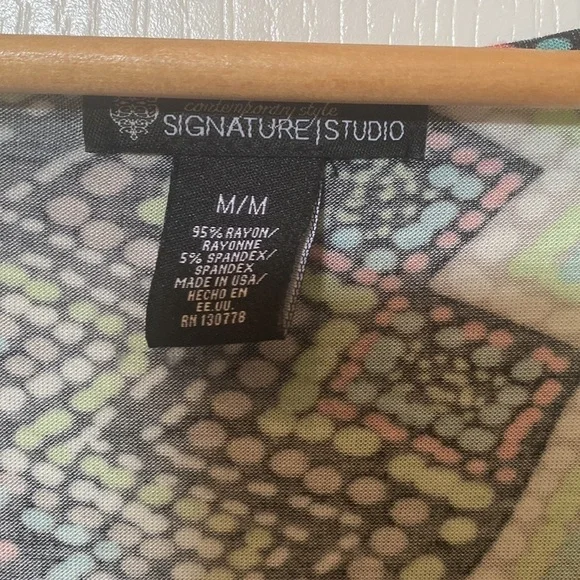 contemporary style
SIGNATURE|STUDIO
M/M
95% RAYON/
RAYONNE
5% SPANDEX/
SPANDEX
MADE IN USA/
HECHO EN
EE.UU.
RN 130778